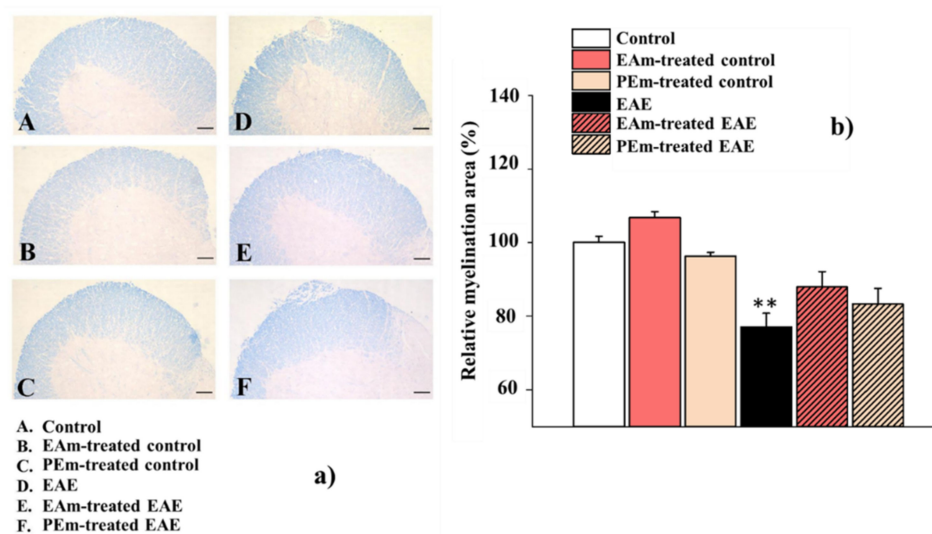 A
D
B
E
C
F
A. Control
B. EAm-treated control
C. PEm-treated control
D. EAE
E. EAm-treated EAE
F. PEm-treated EAE
a)
Control
EAm-treated control
PEm-treated control
EAE
EAm-treated EAE
PEm-treated EAE
b)
Relative myelination area (%)
140
120
100
80
60
**